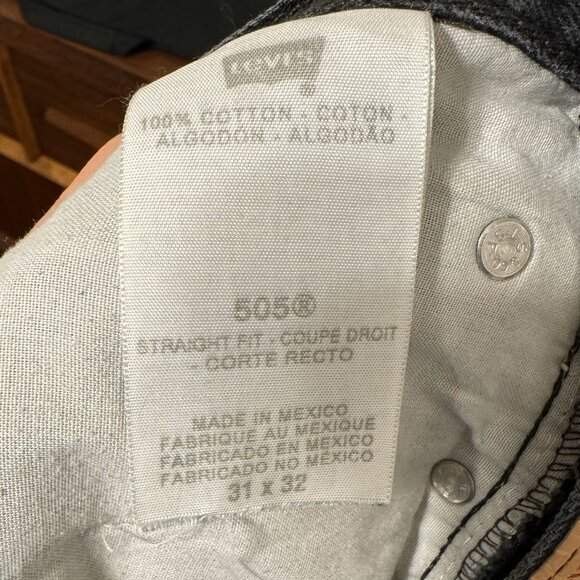 Levi's
100% COTTON - COTON -
ALGODÓN - ALGODÃO
505®
STRAIGHT FIT - COUPE DROIT
- CORTE RECTO
MADE IN MEXICO
FABRIQUE AU MEXIQUE
FABRICADO EN MÉXICO
FABRICADO NO MÉXICO
31 X 32